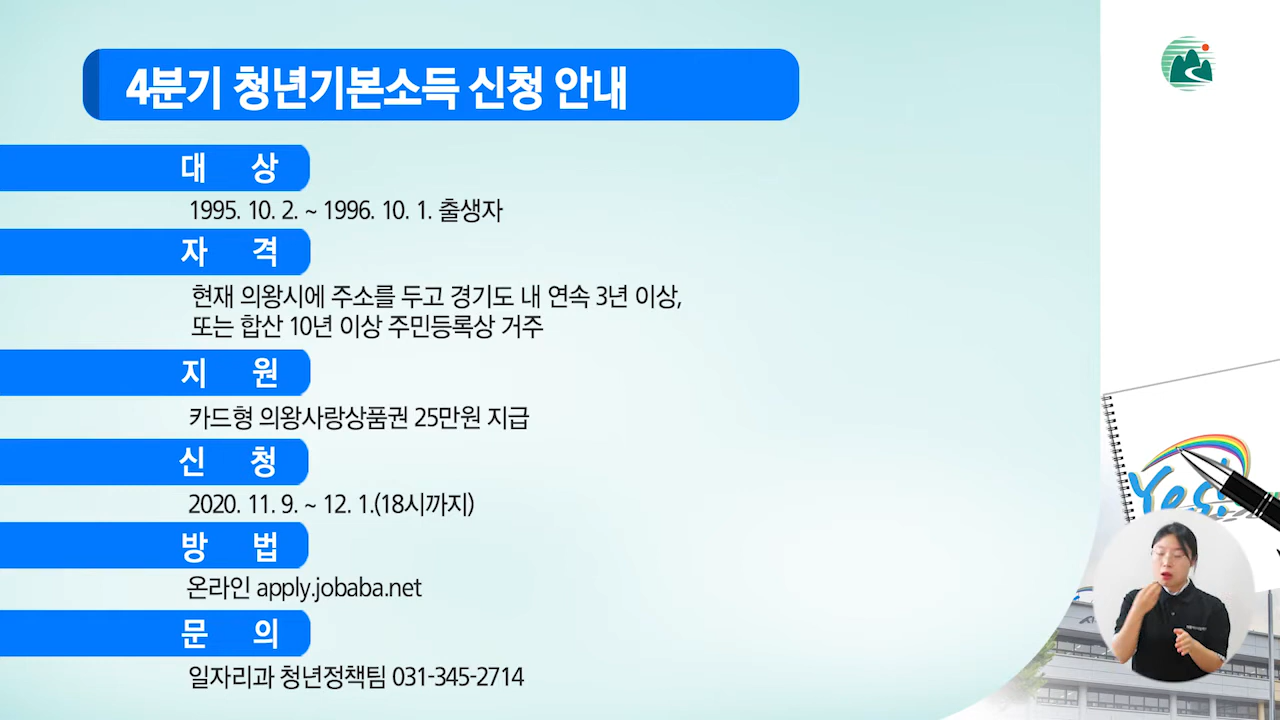 4분기 청년기본소득 신청 안내
대 상
1995. 10. 2. ~ 1996. 10. 1. 출생자
자 격
현재 의왕시에 주소를 두고 경기도 내 연속 3년 이상,
또는 합산 10년 이상 주민등록상 거주
지 원
카드형 의왕사랑상품권 25만원 지급
신 청
2020. 11. 9. ~ 12. 1.(18시까지)
방 법
온라인 apply.jobaba.net
문 의
일자리과 청년정책팀 031-345-2714
Yes!